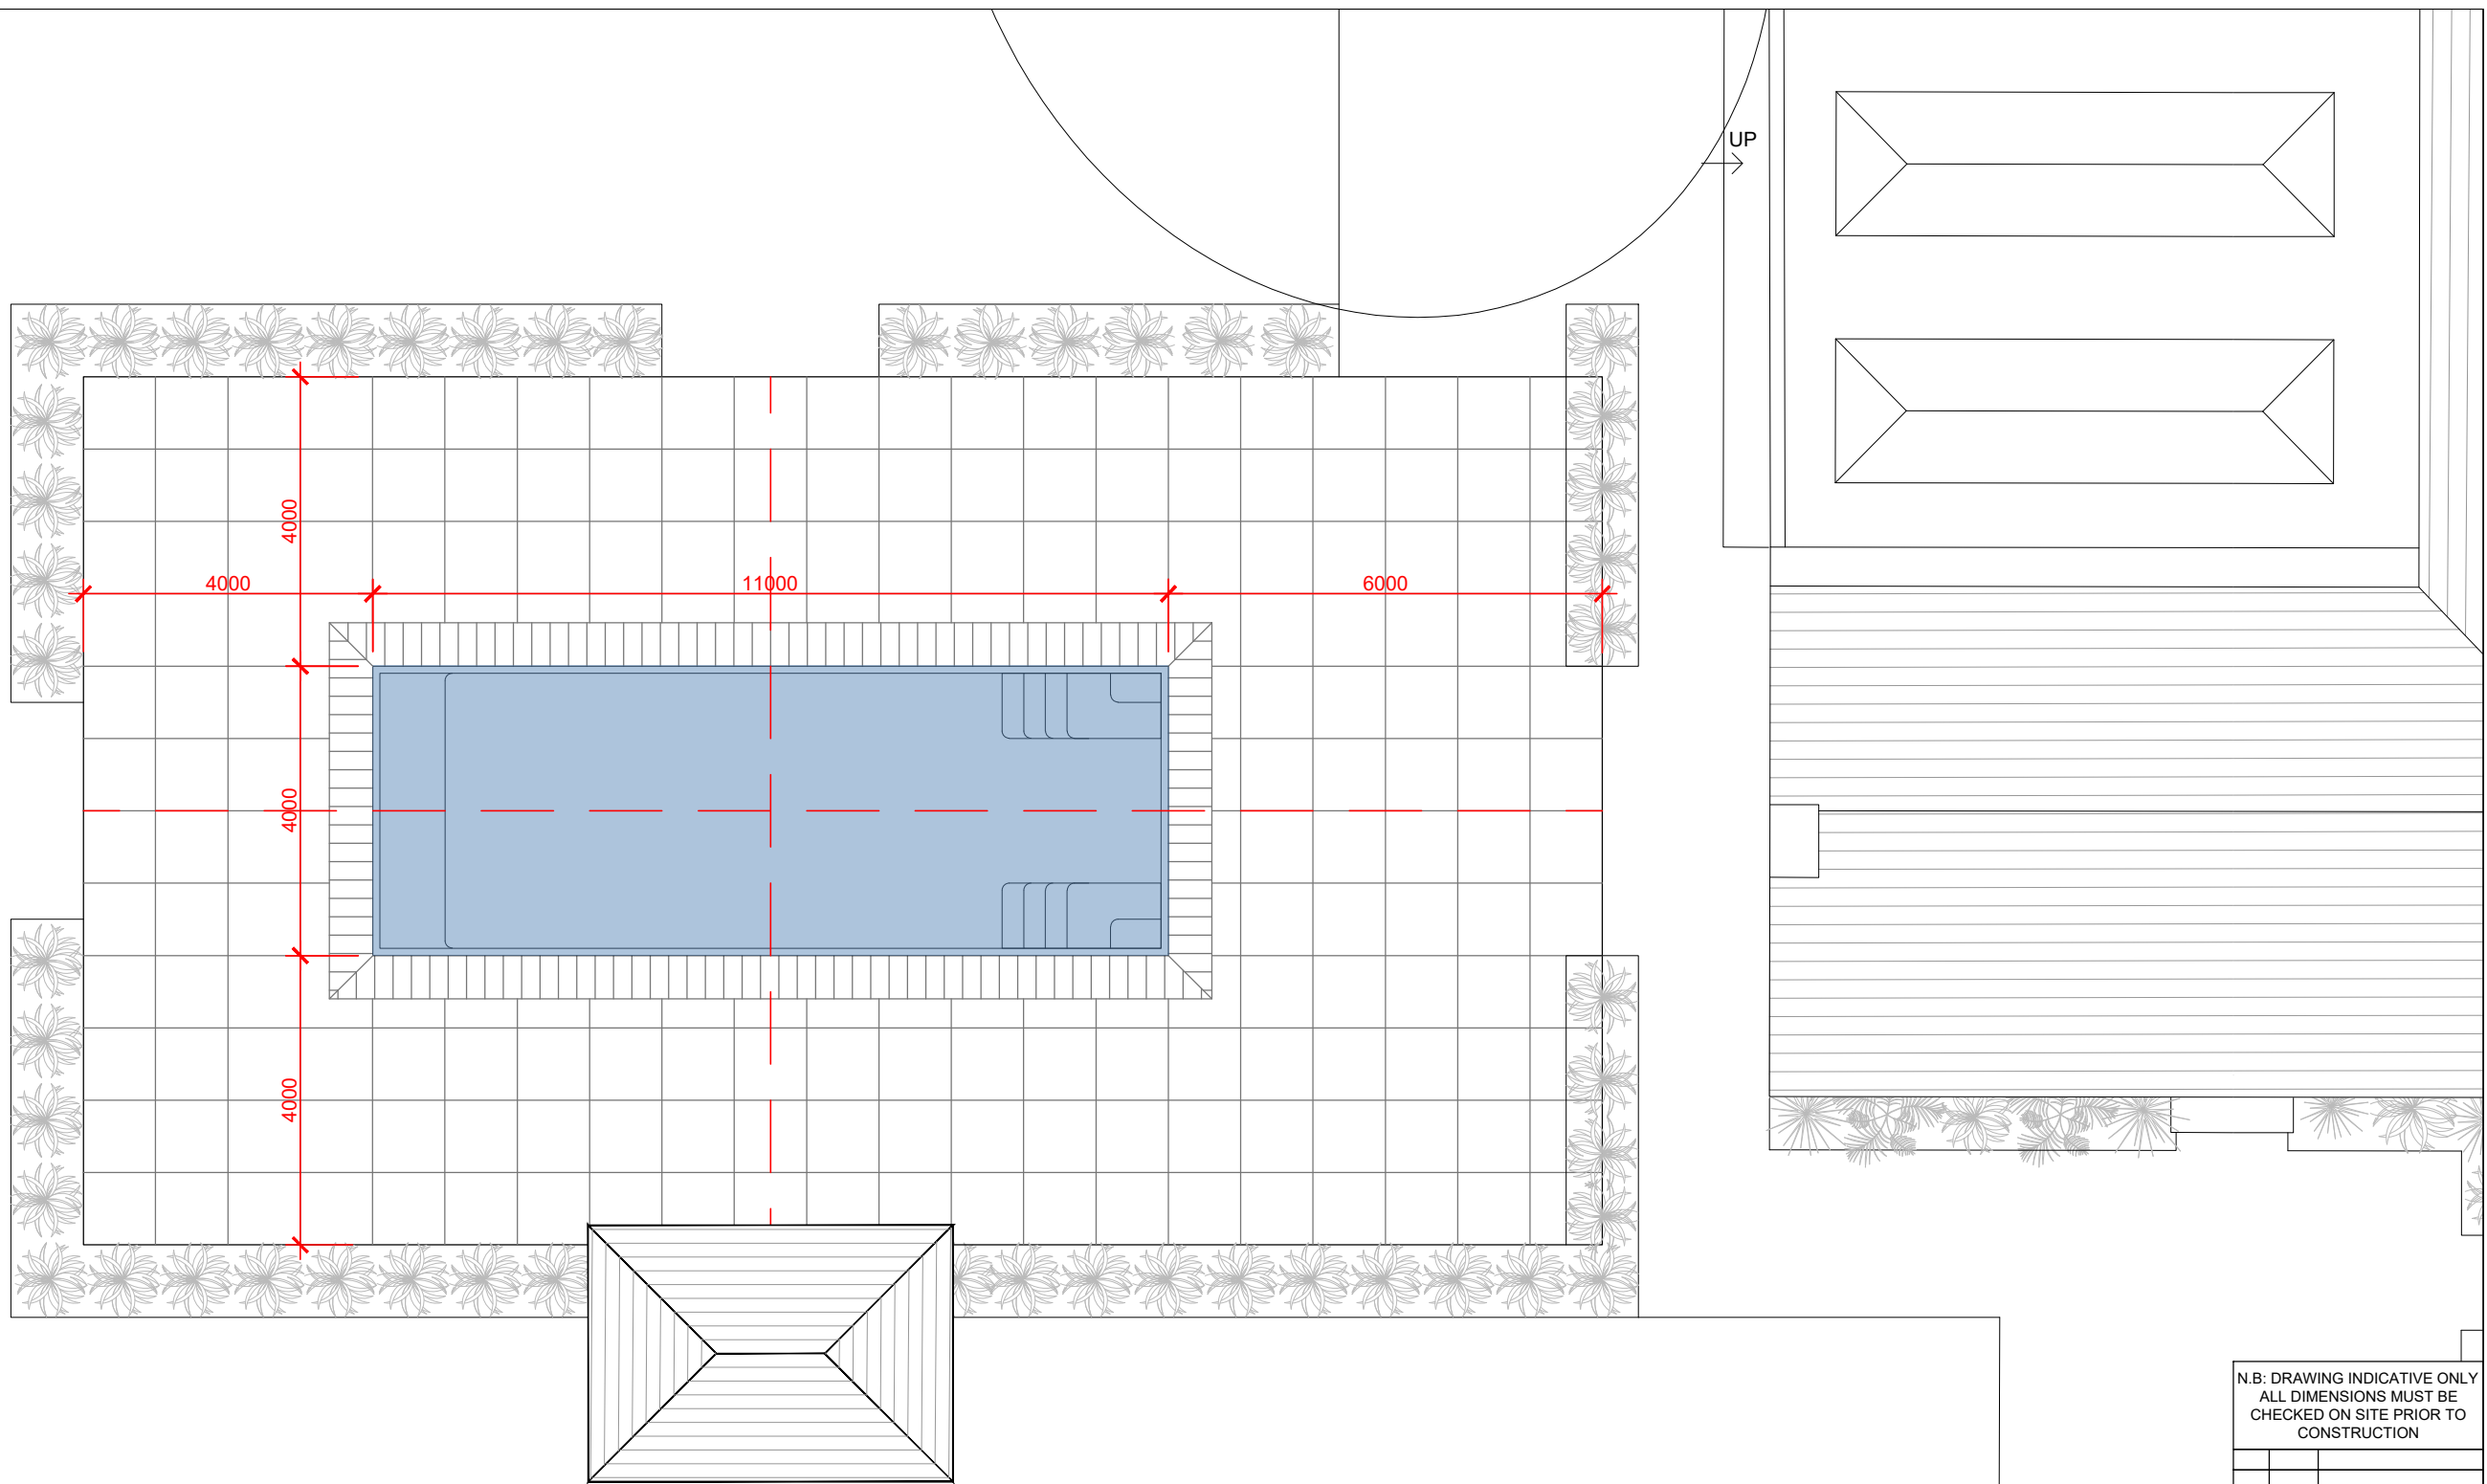 UP
4000
4000
11000
6000
4000
4000
N.B: DRAWING INDICATIVE ONLY
ALL DIMENSIONS MUST BE
CHECKED ON SITE PRIOR TO
CONSTRUCTION